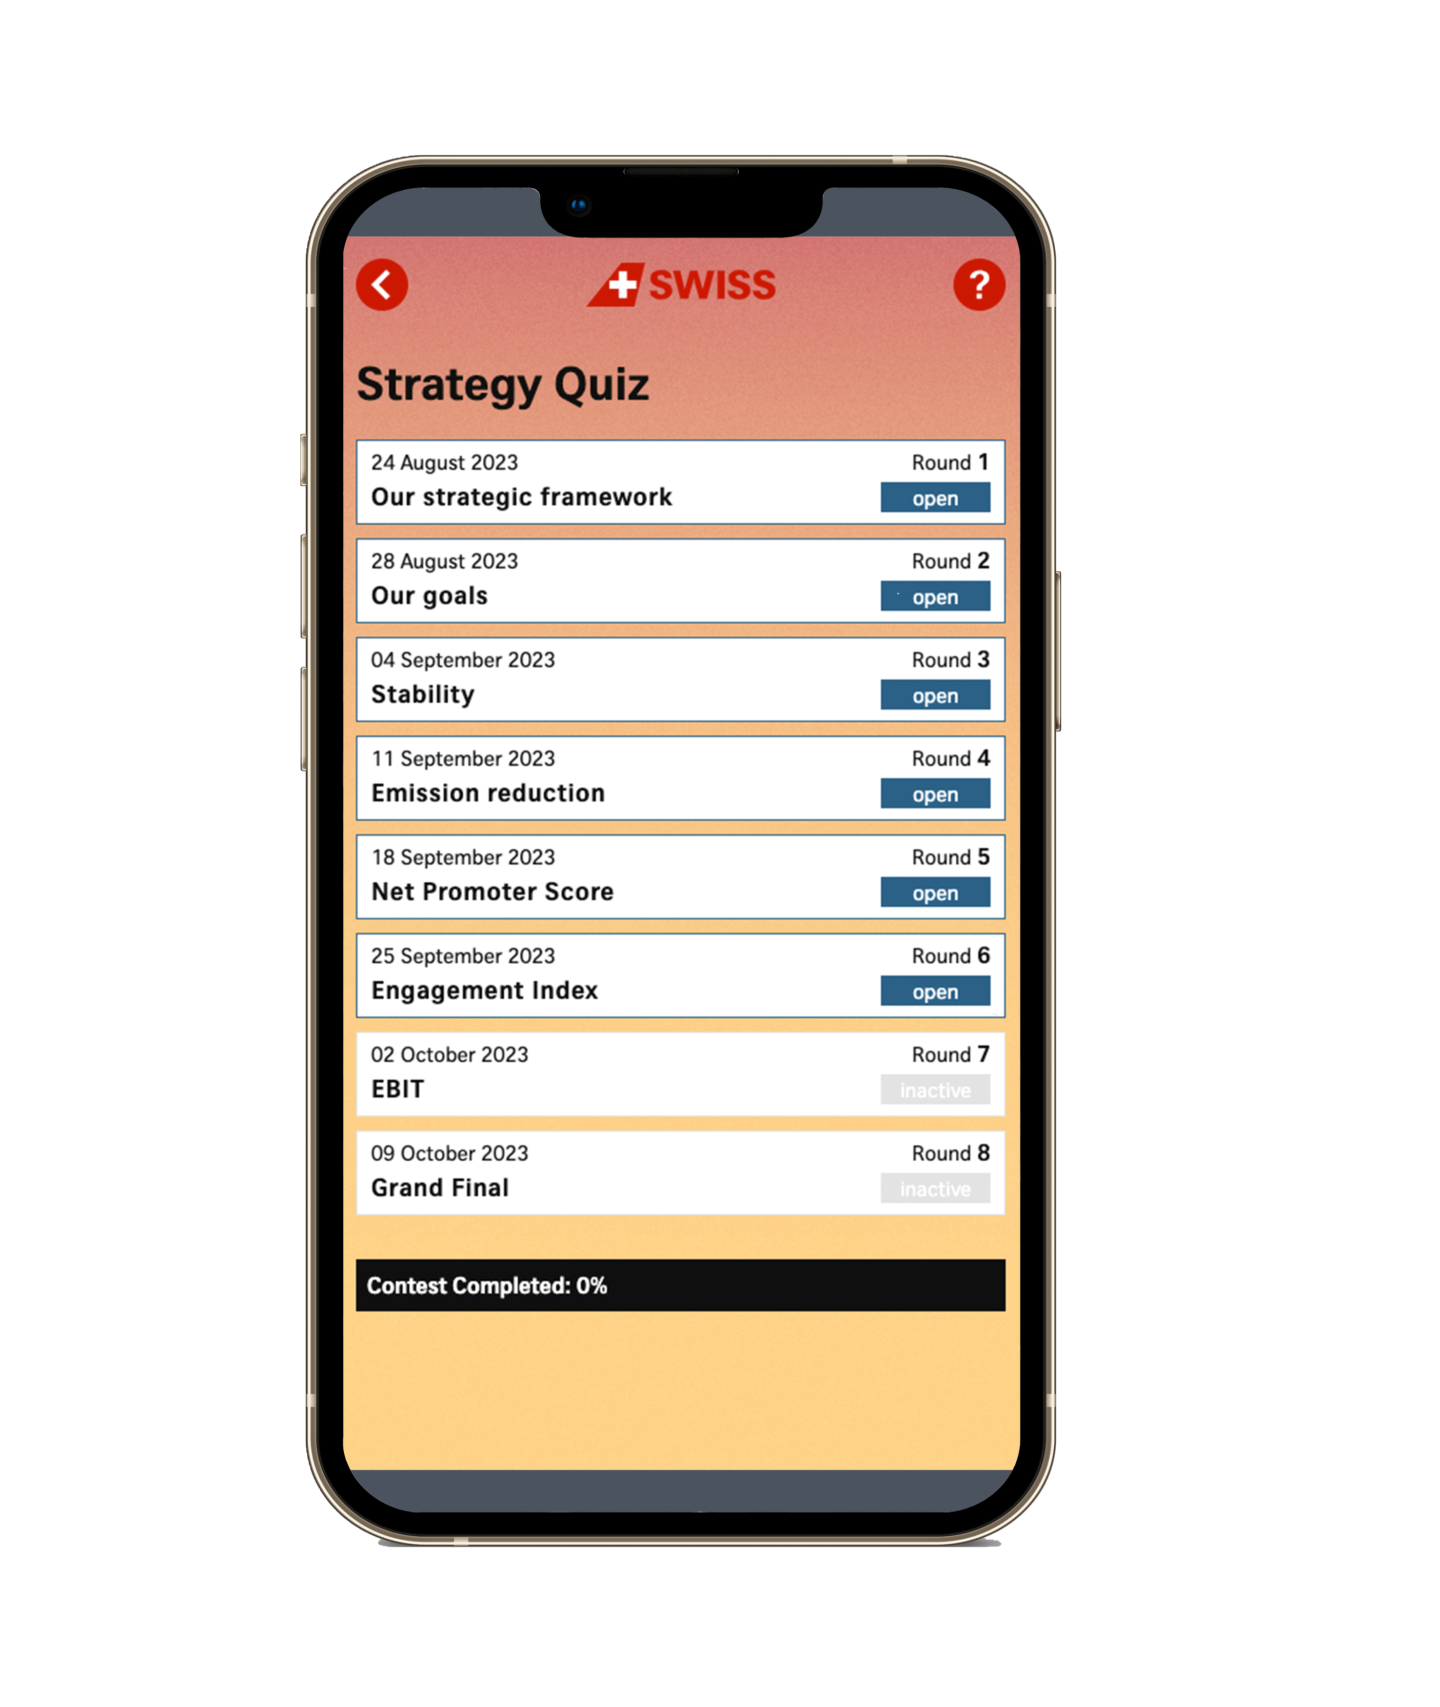 SWISS
?
Strategy Quiz
24 August 2023 Round 1
Our strategic framework open
28 August 2023 Round 2
Our goals open
04 September 2023 Round 3
Stability open
11 September 2023 Round 4
Emission reduction open
18 September 2023 Round 5
Net Promoter Score open
25 September 2023 Round 6
Engagement Index open
02 October 2023 Round 7
EBIT inactive
09 October 2023 Round 8
Grand Final inactive
Contest Completed: 0%